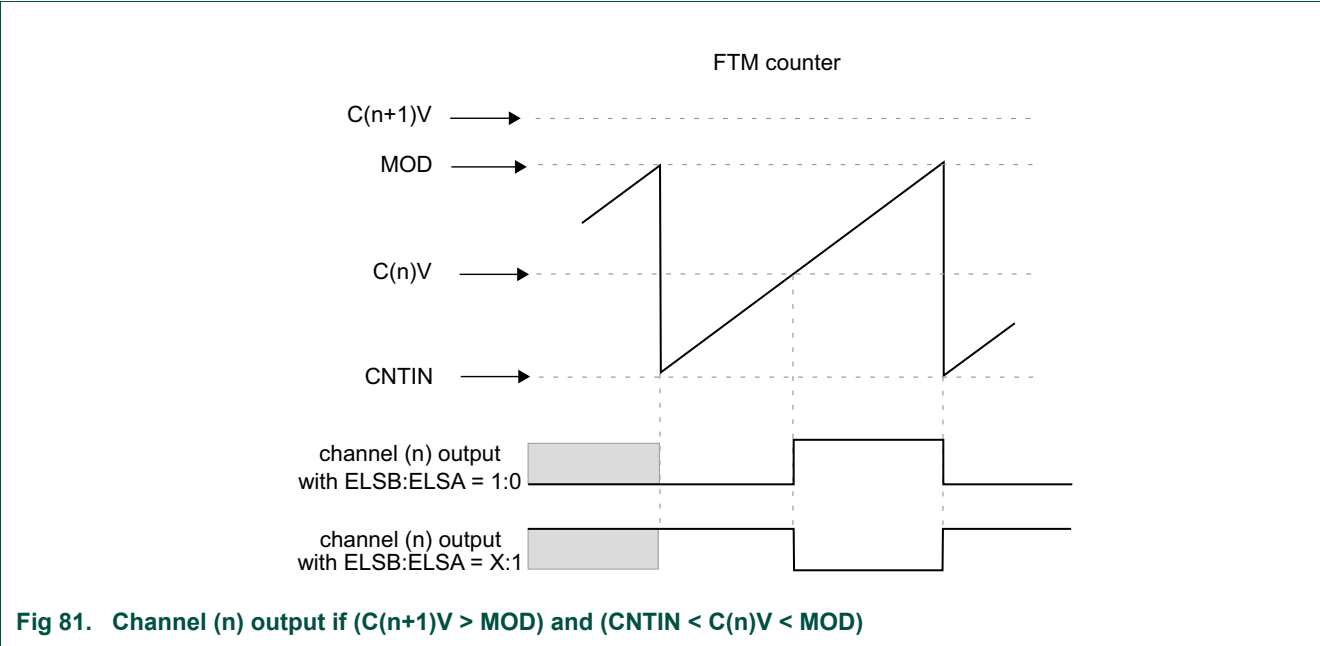 FTM counter
C(n+1)V
MOD
C(n)V
CNTIN
channel (n) output
with ELSB:ELSA = 1:0
channel (n) output
with ELSB:ELSA = X:1
Fig 81. Channel (n) output if (C(n+1)V > MOD) and (CNTIN < C(n)V < MOD)